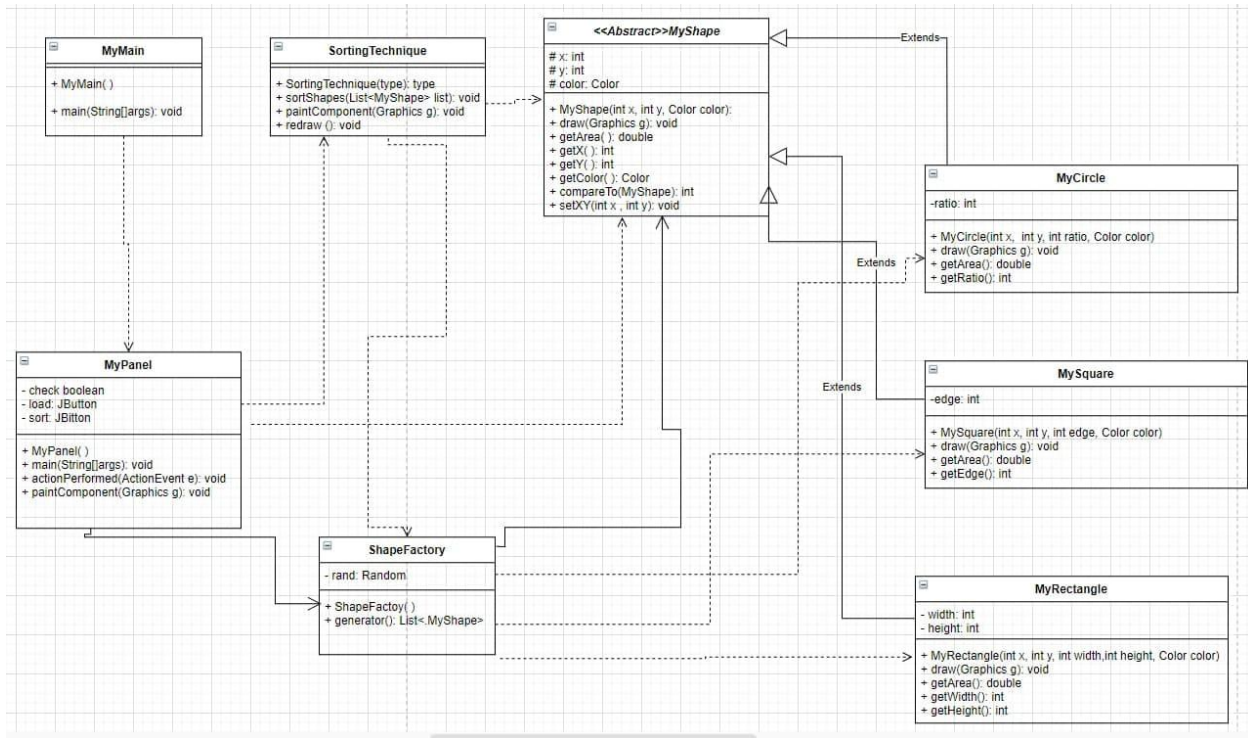 MyMain
+ MyMain( )
+ main(String[]args): void
SortingTechnique
+ SortingTechnique(type): type
+ sortShapes(List<MyShape> list): void
+ paintComponent(Graphics g): void
+ redraw (): void
<<Abstract>>MyShape
# x: int
# y: int
# color: Color
+ MyShape(int x, int y, Color color):
+ draw(Graphics g): void
+ getArea( ): double
+ getX( ): int
+ getY( ): int
+ getColor( ): Color
+ compareTo(MyShape): int
+ setXY(int x , int y): void
Extends
MyCircle
-ratio: int
+ MyCircle(int x, int y, int ratio, Color color)
+ draw(Graphics g): void
+ getArea(): double
+ getRatio(): int
Extends
MyPanel
- check boolean
- load: JButton
- sort: JBitton
+ MyPanel( )
+ main(String[]args): void
+ actionPerformed(ActionEvent e): void
+ paintComponent(Graphics g): void
Extends
MySquare
-edge: int
+ MySquare(int x, int y, int edge, Color color)
+ draw(Graphics g): void
+ getArea(): double
+ getEdge(): int
ShapeFactory
- rand: Random
+ ShapeFactoy( )
+ generator(): List<.MyShape>
MyRectangle
- width: int
- height: int
+ MyRectangle(int x, int y, int width,int height, Color color)
+ draw(Graphics g): void
+ getArea(): double
+ getWidth(): int
+ getHeight(): int